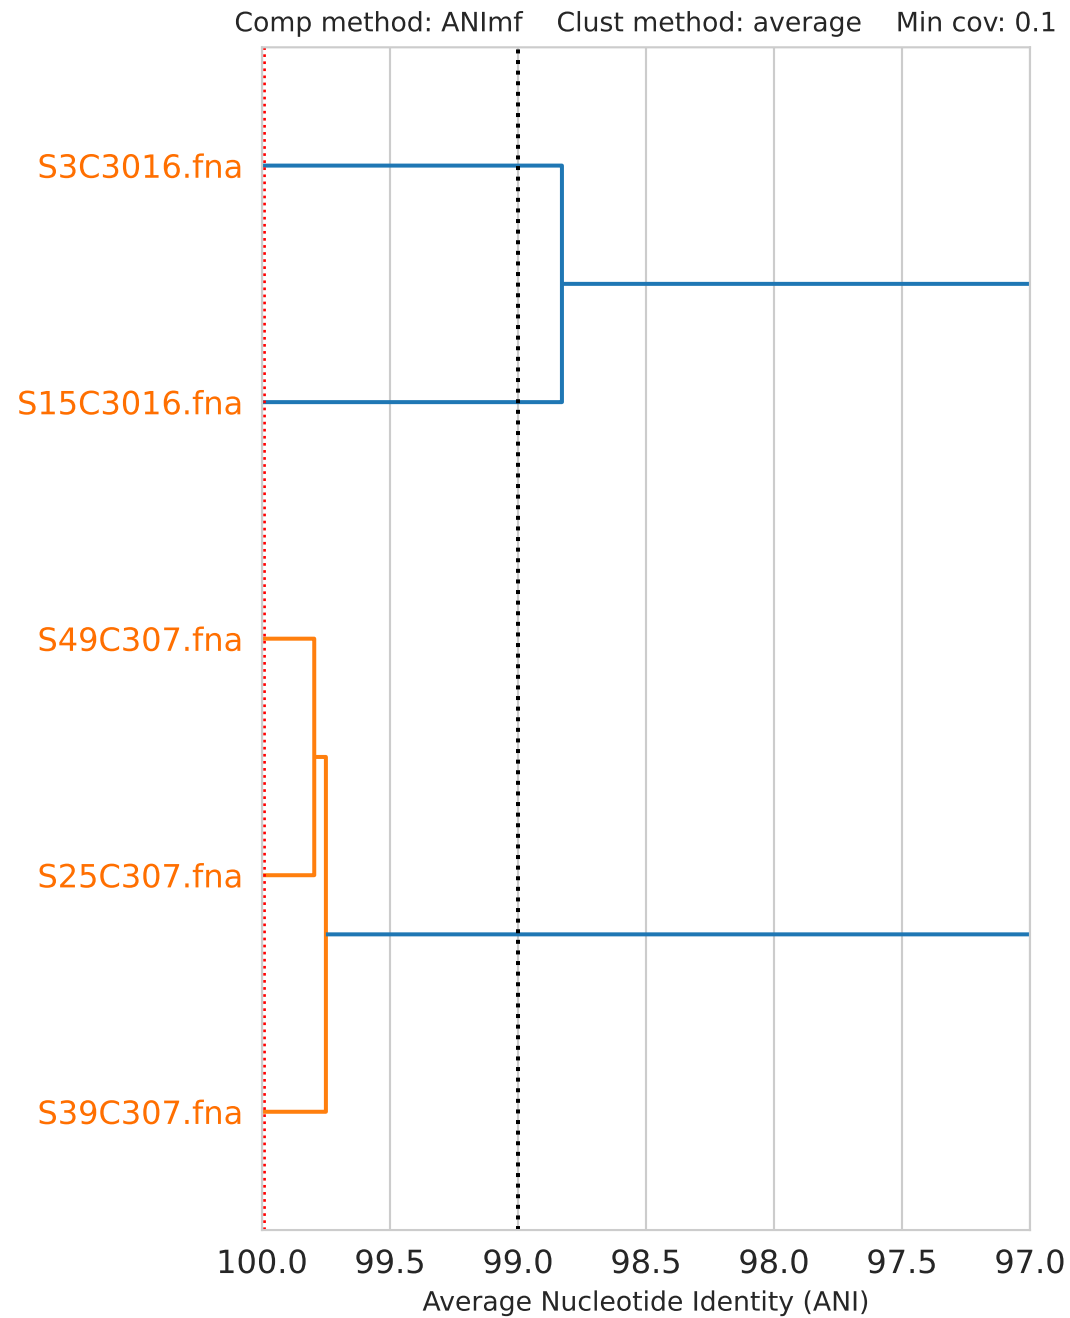 Comp method: ANImf    Clust method: average    Min cov: 0.1
S3C3016.fna
S15C3016.fna
S49C307.fna
S25C307.fna
S39C307.fna
100.0 99.5 99.0 98.5 98.0 97.5 97.0
Average Nucleotide Identity (ANI)